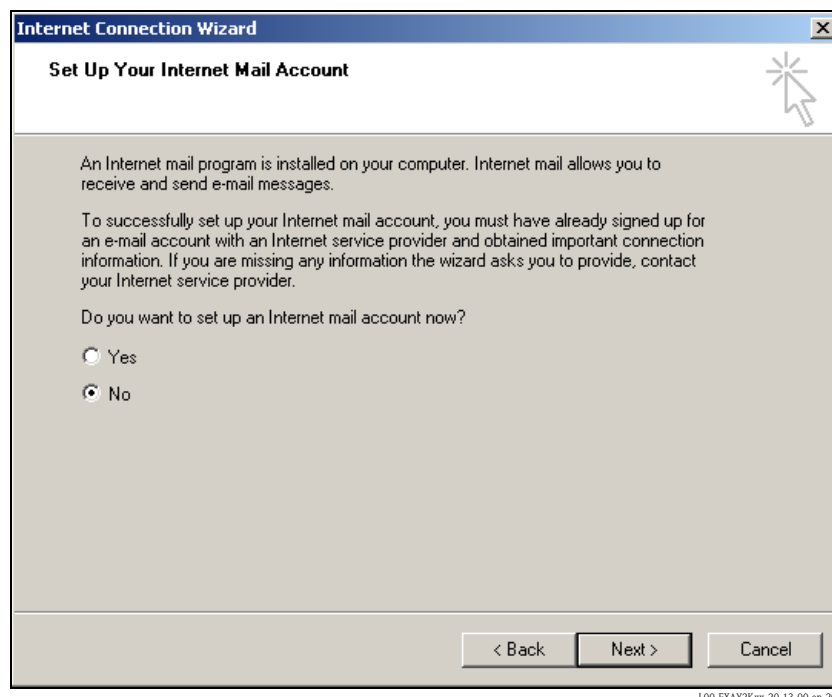 Internet Connection Wizard
Set Up Your Internet Mail Account
An Internet mail program is installed on your computer. Internet mail allows you to
receive and send e-mail messages.
To successfully set up your Internet mail account, you must have already signed up for
an e-mail account with an Internet service provider and obtained important connection
information. If you are missing any information the wizard asks you to provide, contact
your Internet service provider.
Do you want to set up an Internet mail account now?
Yes
No
< Back
Next >
Cancel